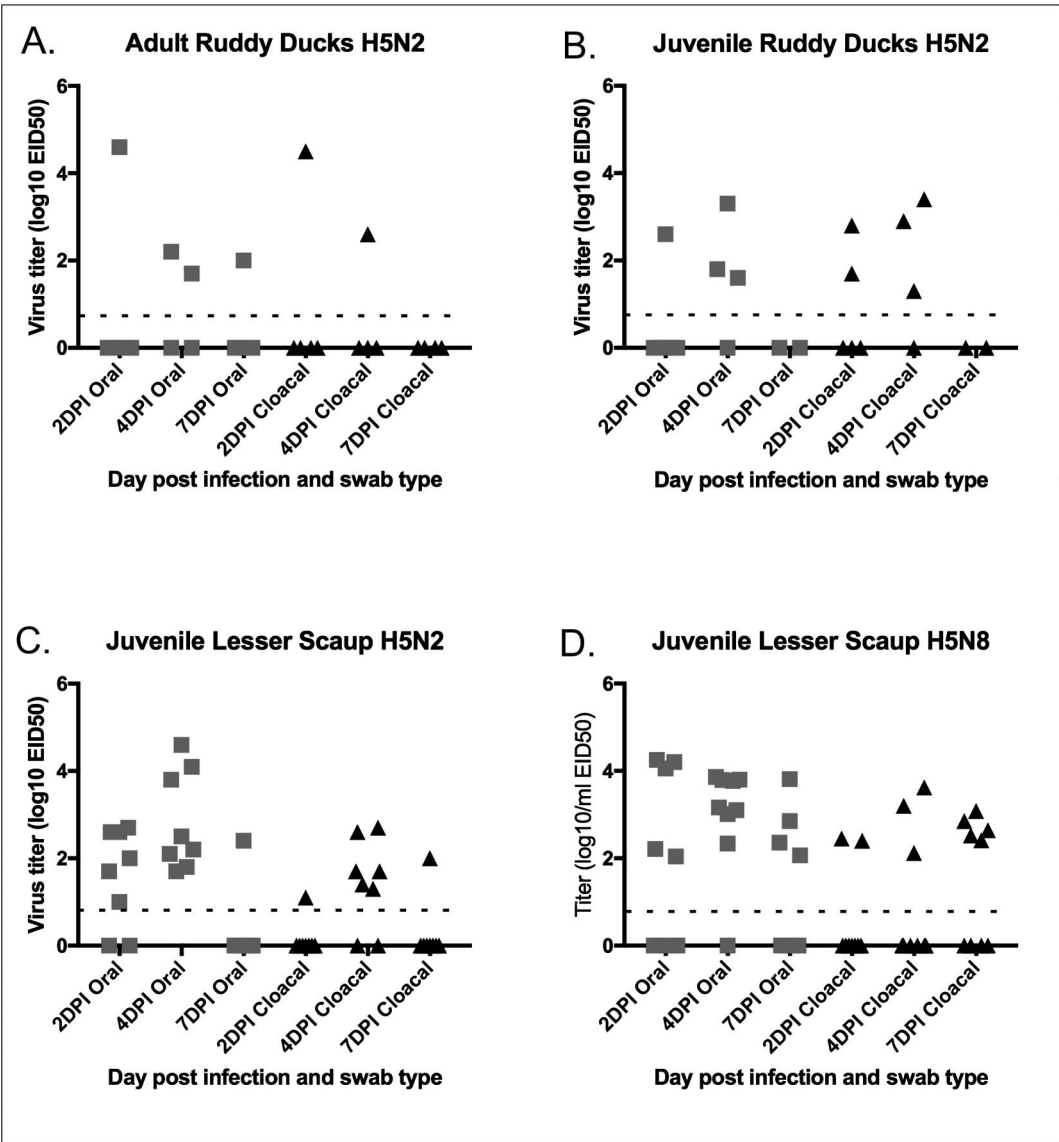 A. Adult Ruddy Ducks H5N2
Virus titer (log10 EID50)
6
4
2
0
2DPI Oral
4DPI Oral
7DPI Oral
2DPI Cloacal
4DPI Cloacal
7DPI Cloacal
Day post infection and swab type
B. Juvenile Ruddy Ducks H5N2
Virus titer (log10 EID50)
6
4
2
0
2DPI Oral
4DPI Oral
7DPI Oral
2DPI Cloacal
4DPI Cloacal
7DPI Cloacal
Day post infection and swab type
C. Juvenile Lesser Scaup H5N2
Virus titer (log10 EID50)
6
4
2
0
2DPI Oral
4DPI Oral
7DPI Oral
2DPI Cloacal
4DPI Cloacal
7DPI Cloacal
Day post infection and swab type
D. Juvenile Lesser Scaup H5N8
Titer (log10/ml EID50)
6
4
2
0
2DPI Oral
4DPI Oral
7DPI Oral
2DPI Cloacal
4DPI Cloacal
7DPI Cloacal
Day post infection and swab type